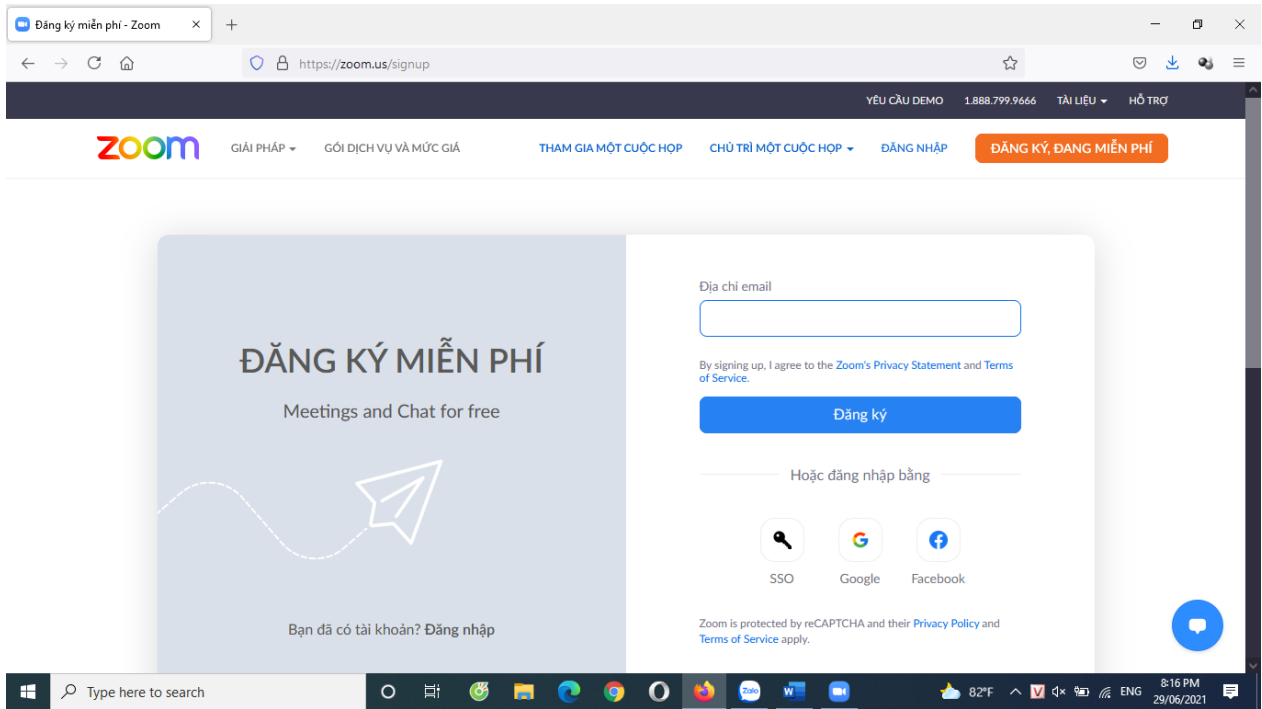 Đăng ký miễn phí - Zoom
https://zoom.us/signup
YÊU CẦU DEMO 1.888.799.9666 TÀI LIỆU HỖ TRỢ
zoom GIẢI PHÁP GÓI DỊCH VỤ VÀ MỨC GIÁ THAM GIA MỘT CUỘC HỌP CHỦ TRÌ MỘT CUỘC HỌP ĐĂNG NHẬP ĐĂNG KÝ, ĐANG MIỄN PHÍ
ĐĂNG KÝ MIỄN PHÍ
Meetings and Chat for free
Bạn đã có tài khoản? Đăng nhập
Địa chỉ email
By signing up, I agree to the Zoom's Privacy Statement and Terms
of Service.
Đăng ký
Hoặc đăng nhập bằng
SSO Google Facebook
Zoom is protected by reCAPTCHA and their Privacy Policy and
Terms of Service apply.
Type here to search
Zalo
W
82°F
V
ENG
8:16 PM
29/06/2021